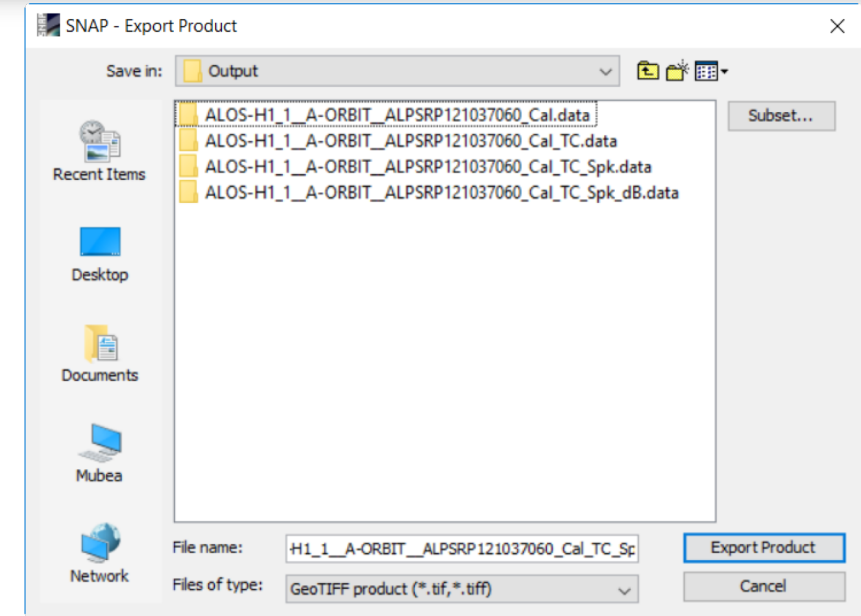 SNAP - Export Product
Save in: Output
ALOS-H1_1__A-ORBIT__ALPSRP121037060_Cal.data
ALOS-H1_1__A-ORBIT__ALPSRP121037060_Cal_TC.data
ALOS-H1_1__A-ORBIT__ALPSRP121037060_Cal_TC_Spk.data
ALOS-H1_1__A-ORBIT__ALPSRP121037060_Cal_TC_Spk_dB.data
Subset...
Recent Items
Desktop
Documents
Mubea
Network
File name: -H1_1__A-ORBIT__ALPSRP121037060_Cal_TC_Sp
Export Product
Files of type: GeoTIFF product (*.tif,*.tiff)
Cancel